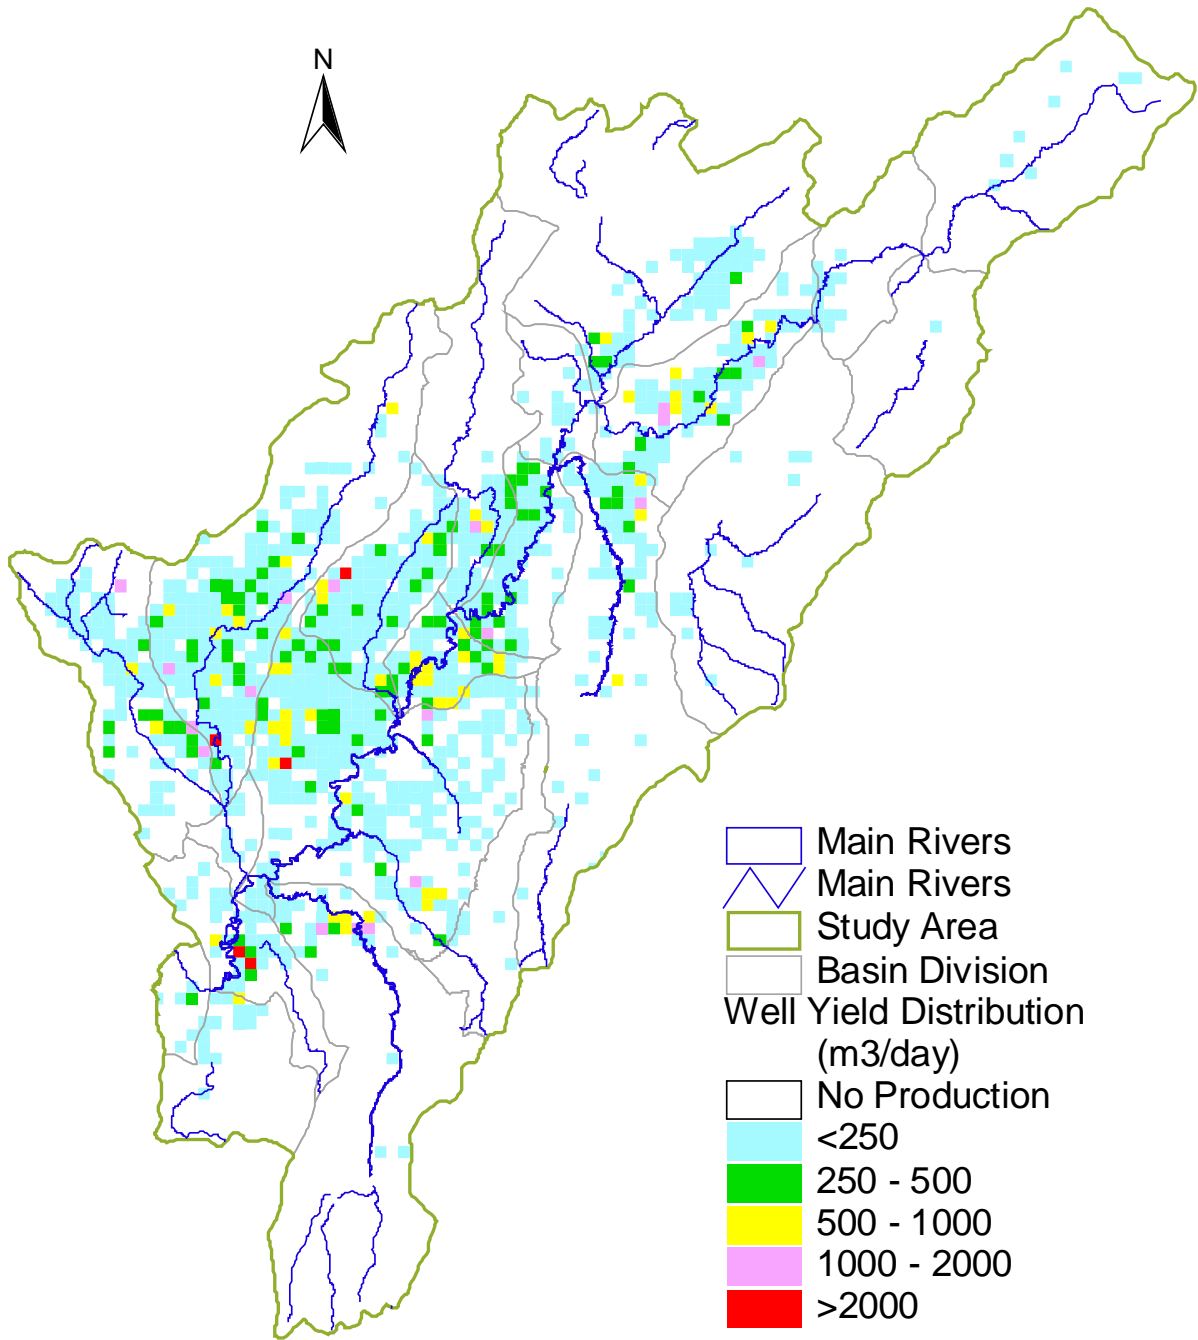 N
Main Rivers
Main Rivers
Study Area
Basin Division
Well Yield Distribution
(m3/day)
No Production
<250
250 - 500
500 - 1000
1000 - 2000
>2000